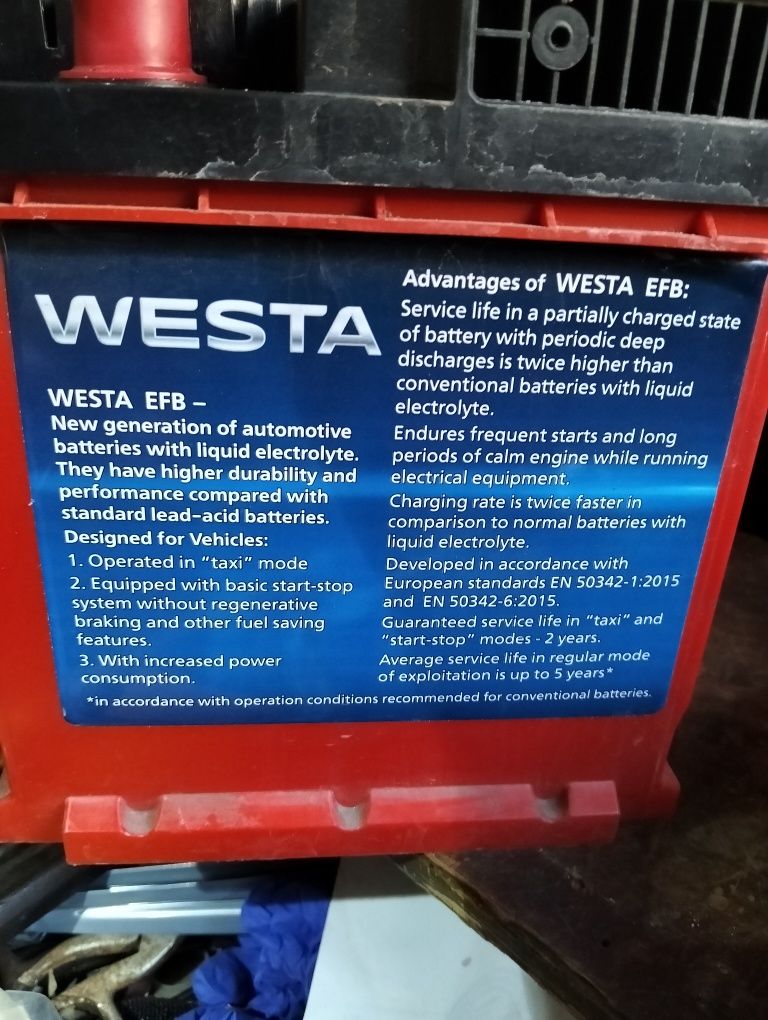 WESTA
WESTA EFB –
New generation of automotive
batteries with liquid electrolyte.
They have higher durability and
performance compared with
standard lead-acid batteries.
Designed for Vehicles:
1. Operated in "taxi" mode
2. Equipped with basic start-stop
system without regenerative
braking and other fuel saving
features.
3. With increased power
consumption.
Advantages of WESTA EFB:
Service life in a partially charged state
of battery with periodic deep
discharges is twice higher than
conventional batteries with liquid
electrolyte.
Endures frequent starts and long
periods of calm engine while running
electrical equipment.
Charging rate is twice faster in
comparison to normal batteries with
liquid electrolyte.
Developed in accordance with
European standards EN 50342-1:2015
and EN 50342-6:2015.
Guaranteed service life in "taxi" and
"start-stop" modes - 2 years.
Average service life in regular mode
of exploitation is up to 5 years*
*in accordance with operation conditions recommended for conventional batteries.